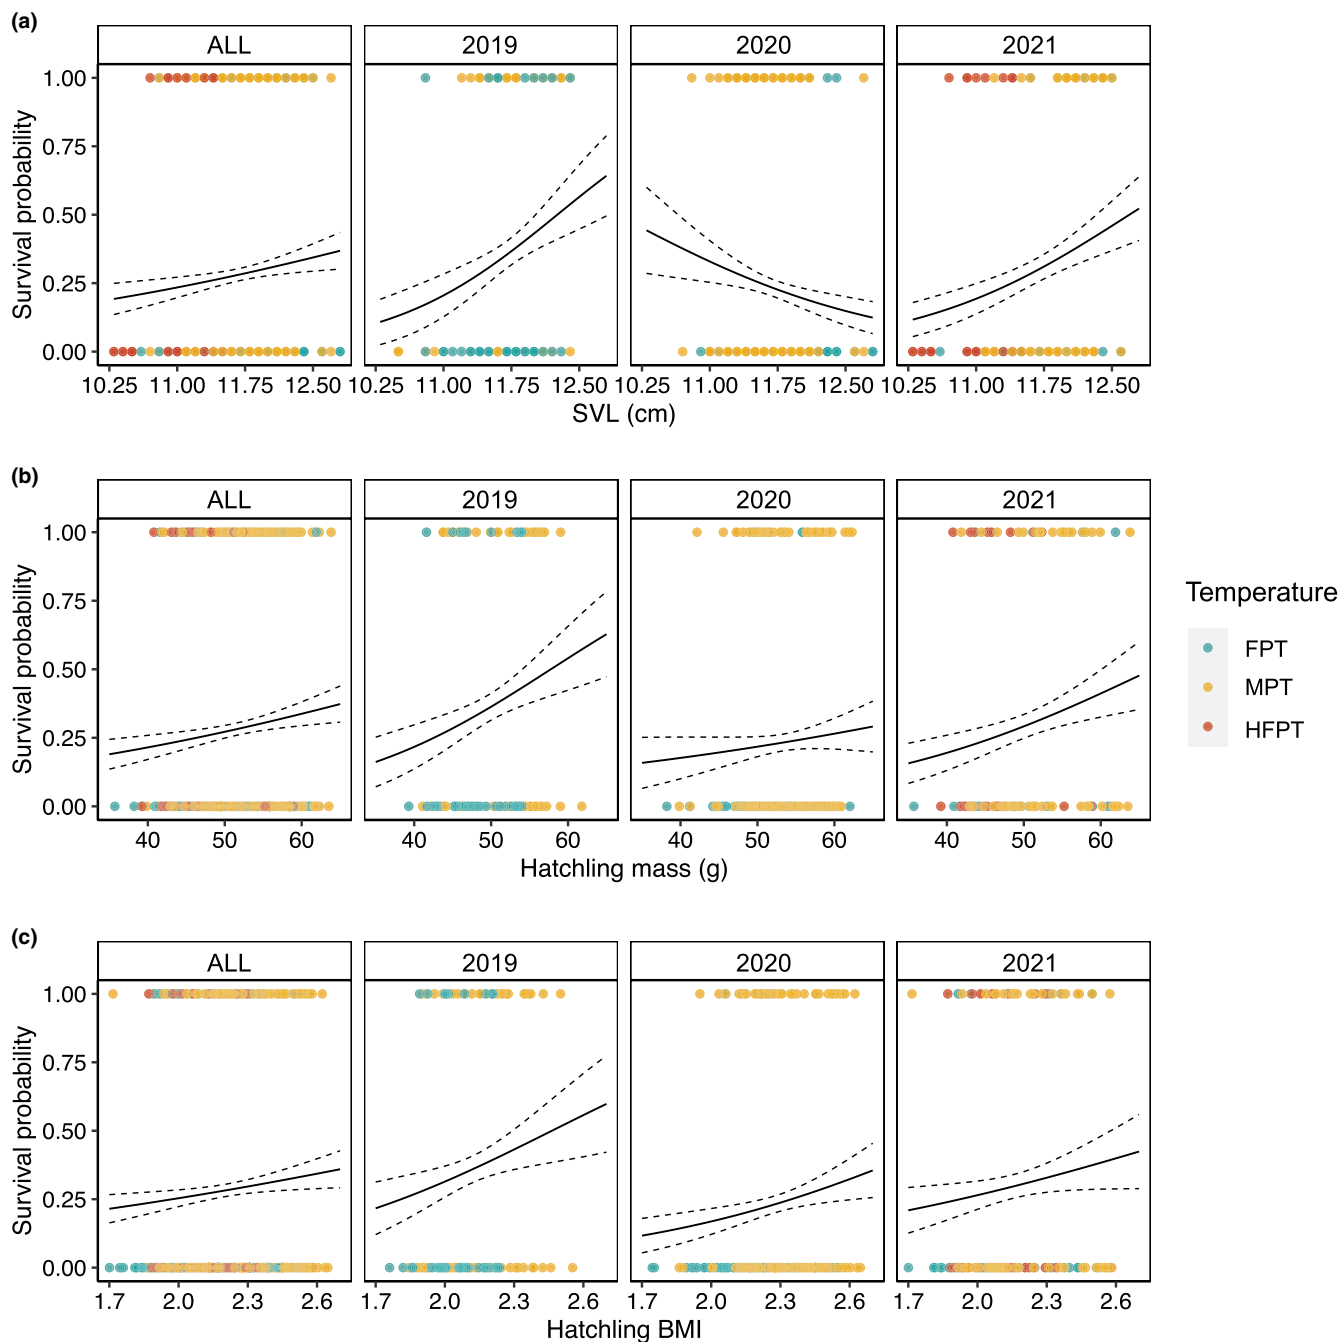 (a)
ALL 2019 2020 2021
Survival probability
1.00
0.75
0.50
0.25
0.00
10.25 11.00 11.75 12.50 10.25 11.00 11.75 12.50 10.25 11.00 11.75 12.50 10.25 11.00 11.75 12.50
SVL (cm)
(b)
ALL 2019 2020 2021
Survival probability
1.00
0.75
0.50
0.25
0.00
40 50 60 40 50 60 40 50 60 40 50 60
Hatchling mass (g)
Temperature
FPT
MPT
HFPT
(c)
ALL 2019 2020 2021
Survival probability
1.00
0.75
0.50
0.25
0.00
1.7 2.0 2.3 2.6 1.7 2.0 2.3 2.6 1.7 2.0 2.3 2.6 1.7 2.0 2.3 2.6
Hatchling BMI